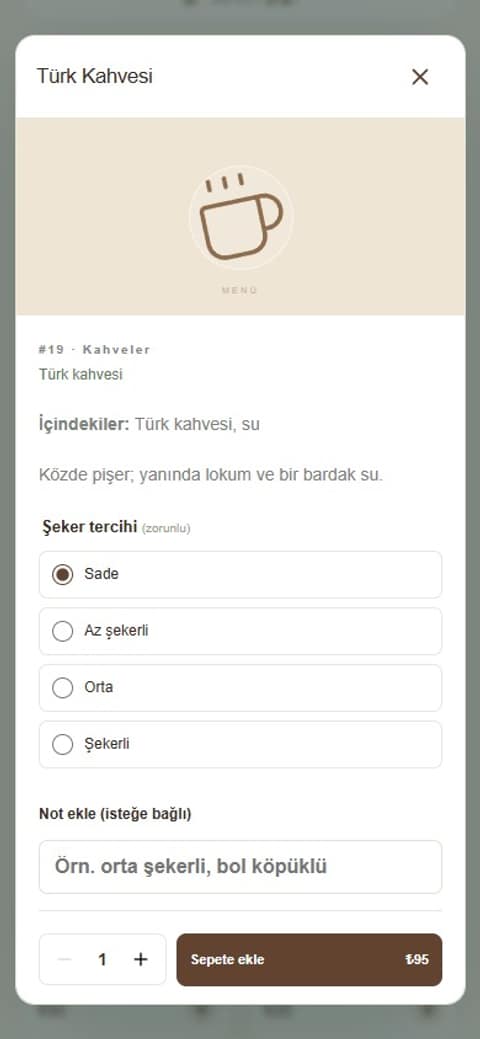 Türk Kahvesi
MENÜ
#19 · Kahveler
Türk kahvesi
İçindekiler: Türk kahvesi, su
Közde pişer; yanında lokum ve bir bardak su.
Şeker tercihi (zorunlu)
Sade
Az şekerli
Orta
Şekerli
Not ekle (isteğe bağlı)
Örn. orta şekerli, bol köpüklü
− 1 + Sepete ekle ₺95